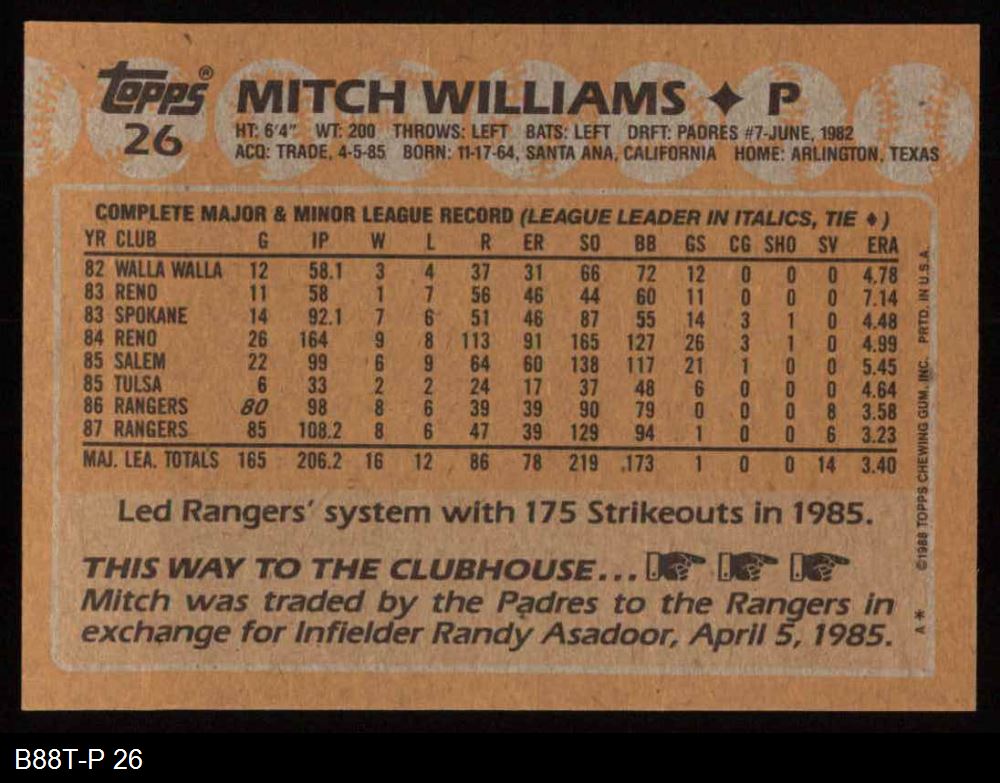 Topps®
26
MITCH WILLIAMS ✦ P
HT: 6'4" WT: 200 THROWS: LEFT BATS: LEFT DRFT: PADRES #7-JUNE, 1982
ACQ: TRADE, 4-5-85 BORN: 11-17-64, SANTA ANA, CALIFORNIA HOME: ARLINGTON, TEXAS
COMPLETE MAJOR & MINOR LEAGUE RECORD (LEAGUE LEADER IN ITALICS, TIE ♦)
YR CLUB G IP W L R ER SO BB GS CG SHO SV ERA
82 WALLA WALLA 12 58.1 3 4 37 31 66 72 12 0 0 0 4.78
83 RENO 11 58 1 7 56 46 44 60 11 0 0 0 7.14
83 SPOKANE 14 92.1 7 6 51 46 87 55 14 3 1 0 4.48
84 RENO 26 164 9 8 113 91 165 127 26 3 1 0 4.99
85 SALEM 22 99 6 9 64 60 138 117 21 1 0 0 5.45
85 TULSA 6 33 2 2 24 17 37 48 6 0 0 0 4.64
86 RANGERS 80 98 8 6 39 39 90 79 0 0 0 8 3.58
87 RANGERS 85 108.2 8 6 47 39 129 94 1 0 0 6 3.23
MAJ. LEA. TOTALS 165 206.2 16 12 86 78 219 173 1 0 0 14 3.40
Led Rangers' system with 175 Strikeouts in 1985.
THIS WAY TO THE CLUBHOUSE...
Mitch was traded by the Padres to the Rangers in
exchange for Infielder Randy Asadoor, April 5, 1985.
A * ©1988 TOPPS CHEWING GUM, INC. PRTD. IN U.S.A.
B88T-P 26